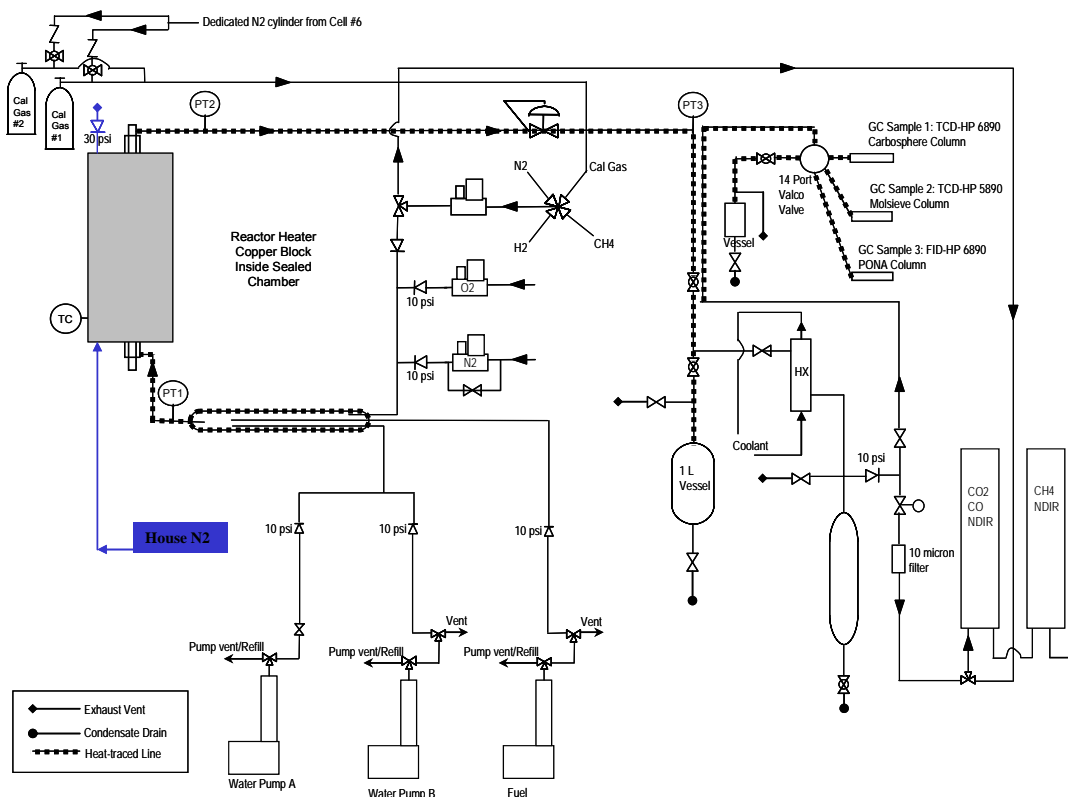 Dedicated N2 cylinder from Cell #6
Cal
Gas
#2
Cal
Gas
#1
30 psi
PT2
PT3
GC Sample 1: TCD-HP 6890
Carbosphere Column
N2
Cal Gas
14 Port
Valco
Valve
GC Sample 2: TCD-HP 5890
Molsieve Column
Reactor Heater
Copper Block
Inside Sealed
Chamber
H2
CH4
Vessel
GC Sample 3: FID-HP 6890
PONA Column
O2
10 psi
TC
N2
10 psi
HX
PT1
Coolant
10 psi
1 L
Vessel
CO2
CO
NDIR
CH4
NDIR
House N2
10 psi
10 psi
10 psi
10 micron
filter
Vent
Vent
Pump vent/Refill
Pump vent/Refill
Pump vent/Refill
Exhaust Vent
Condensate Drain
Heat-traced Line
Water Pump A
Water Pump B
Fuel